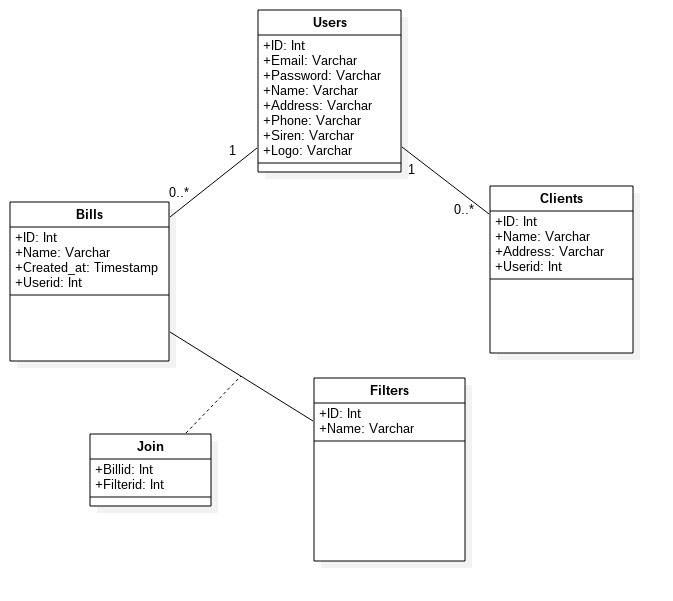 Users
+ID: Int
+Email: Varchar
+Password: Varchar
+Name: Varchar
+Address: Varchar
+Phone: Varchar
+Siren: Varchar
+Logo: Varchar
1
0..*
1
0..*
Bills
+ID: Int
+Name: Varchar
+Created_at: Timestamp
+Userid: Int
Clients
+ID: Int
+Name: Varchar
+Address: Varchar
+Userid: Int
Filters
+ID: Int
+Name: Varchar
Join
+Billid: Int
+Filterid: Int